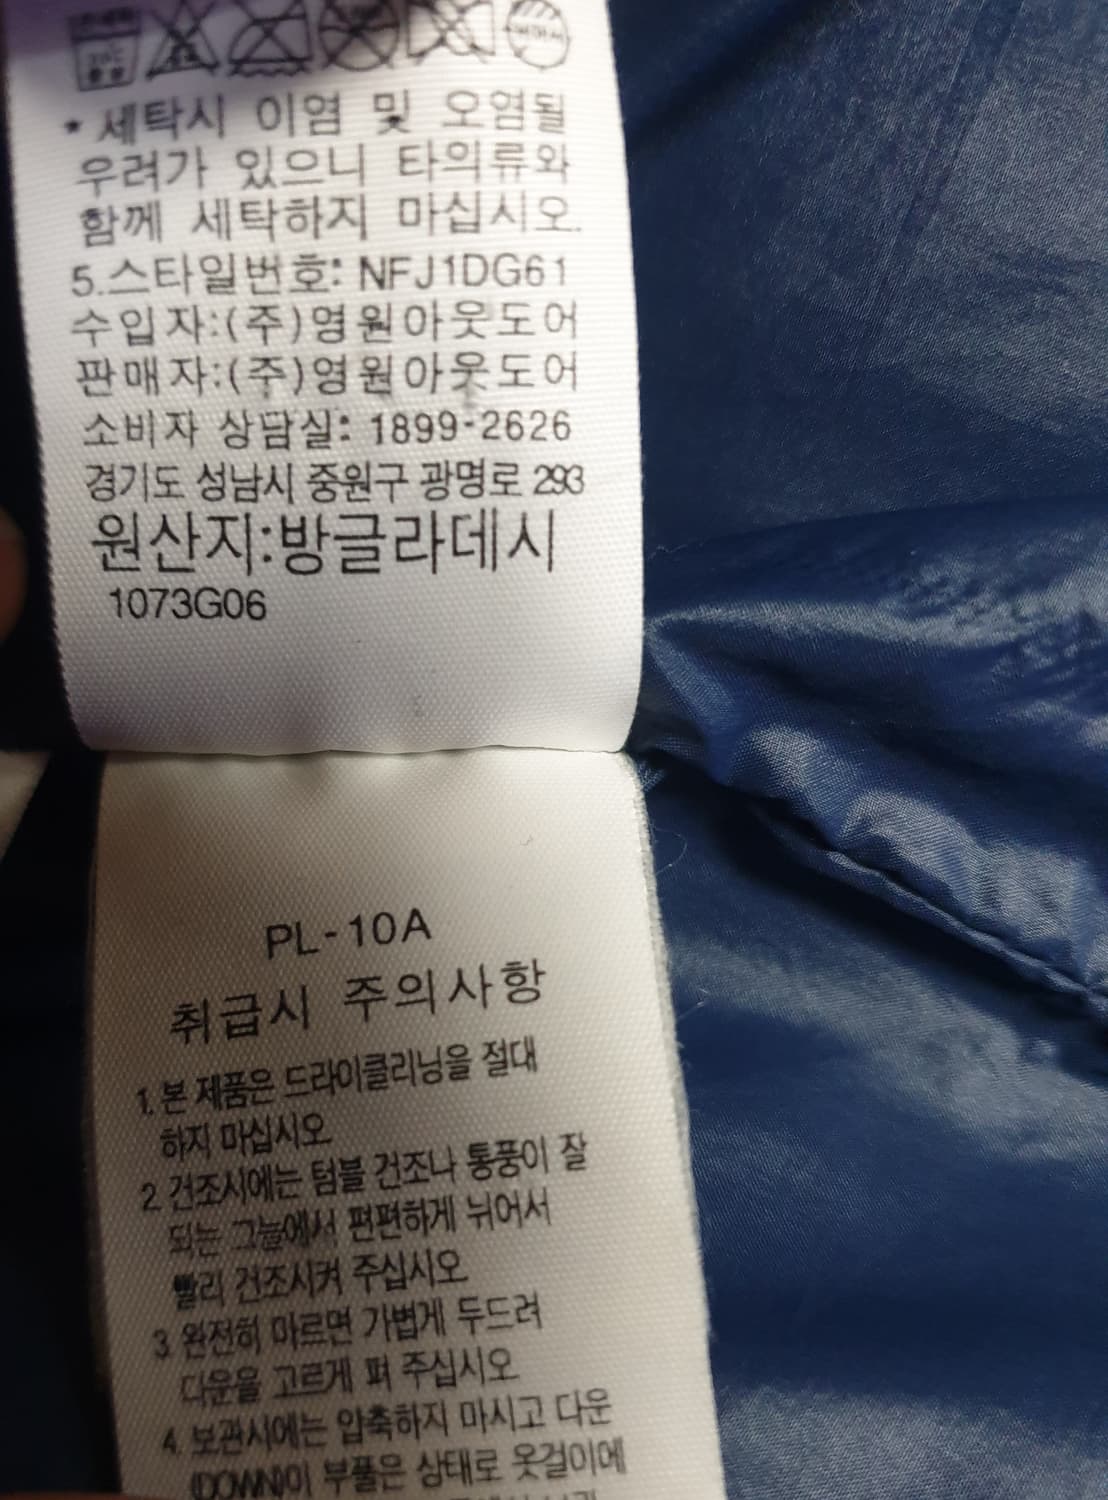 * 세탁시 이염 및 오염될
우려가 있으니 타의류와
함께 세탁하지 마십시오.
5.스타일번호: NFJ1DG61
수입자:(주)영원아웃도어
판매자:(주)영원아웃도어
소비자 상담실: 1899-2626
경기도 성남시 중원구 광명로 293
원산지:방글라데시
1073G06
PL-10A
취급시 주의사항
1. 본 제품은 드라이클리닝을 절대
하지 마십시오
2. 건조시에는 텀블 건조나 통풍이 잘
되는 그늘에서 편편하게 뉘어서
빨리 건조시켜 주십시오
3. 완전히 마르면 가볍게 두드려
다운을 고르게 펴 주십시오
4. 보관시에는 압축하지 마시고 다운
(DOWN)이 부풀은 상태로 옷걸이에